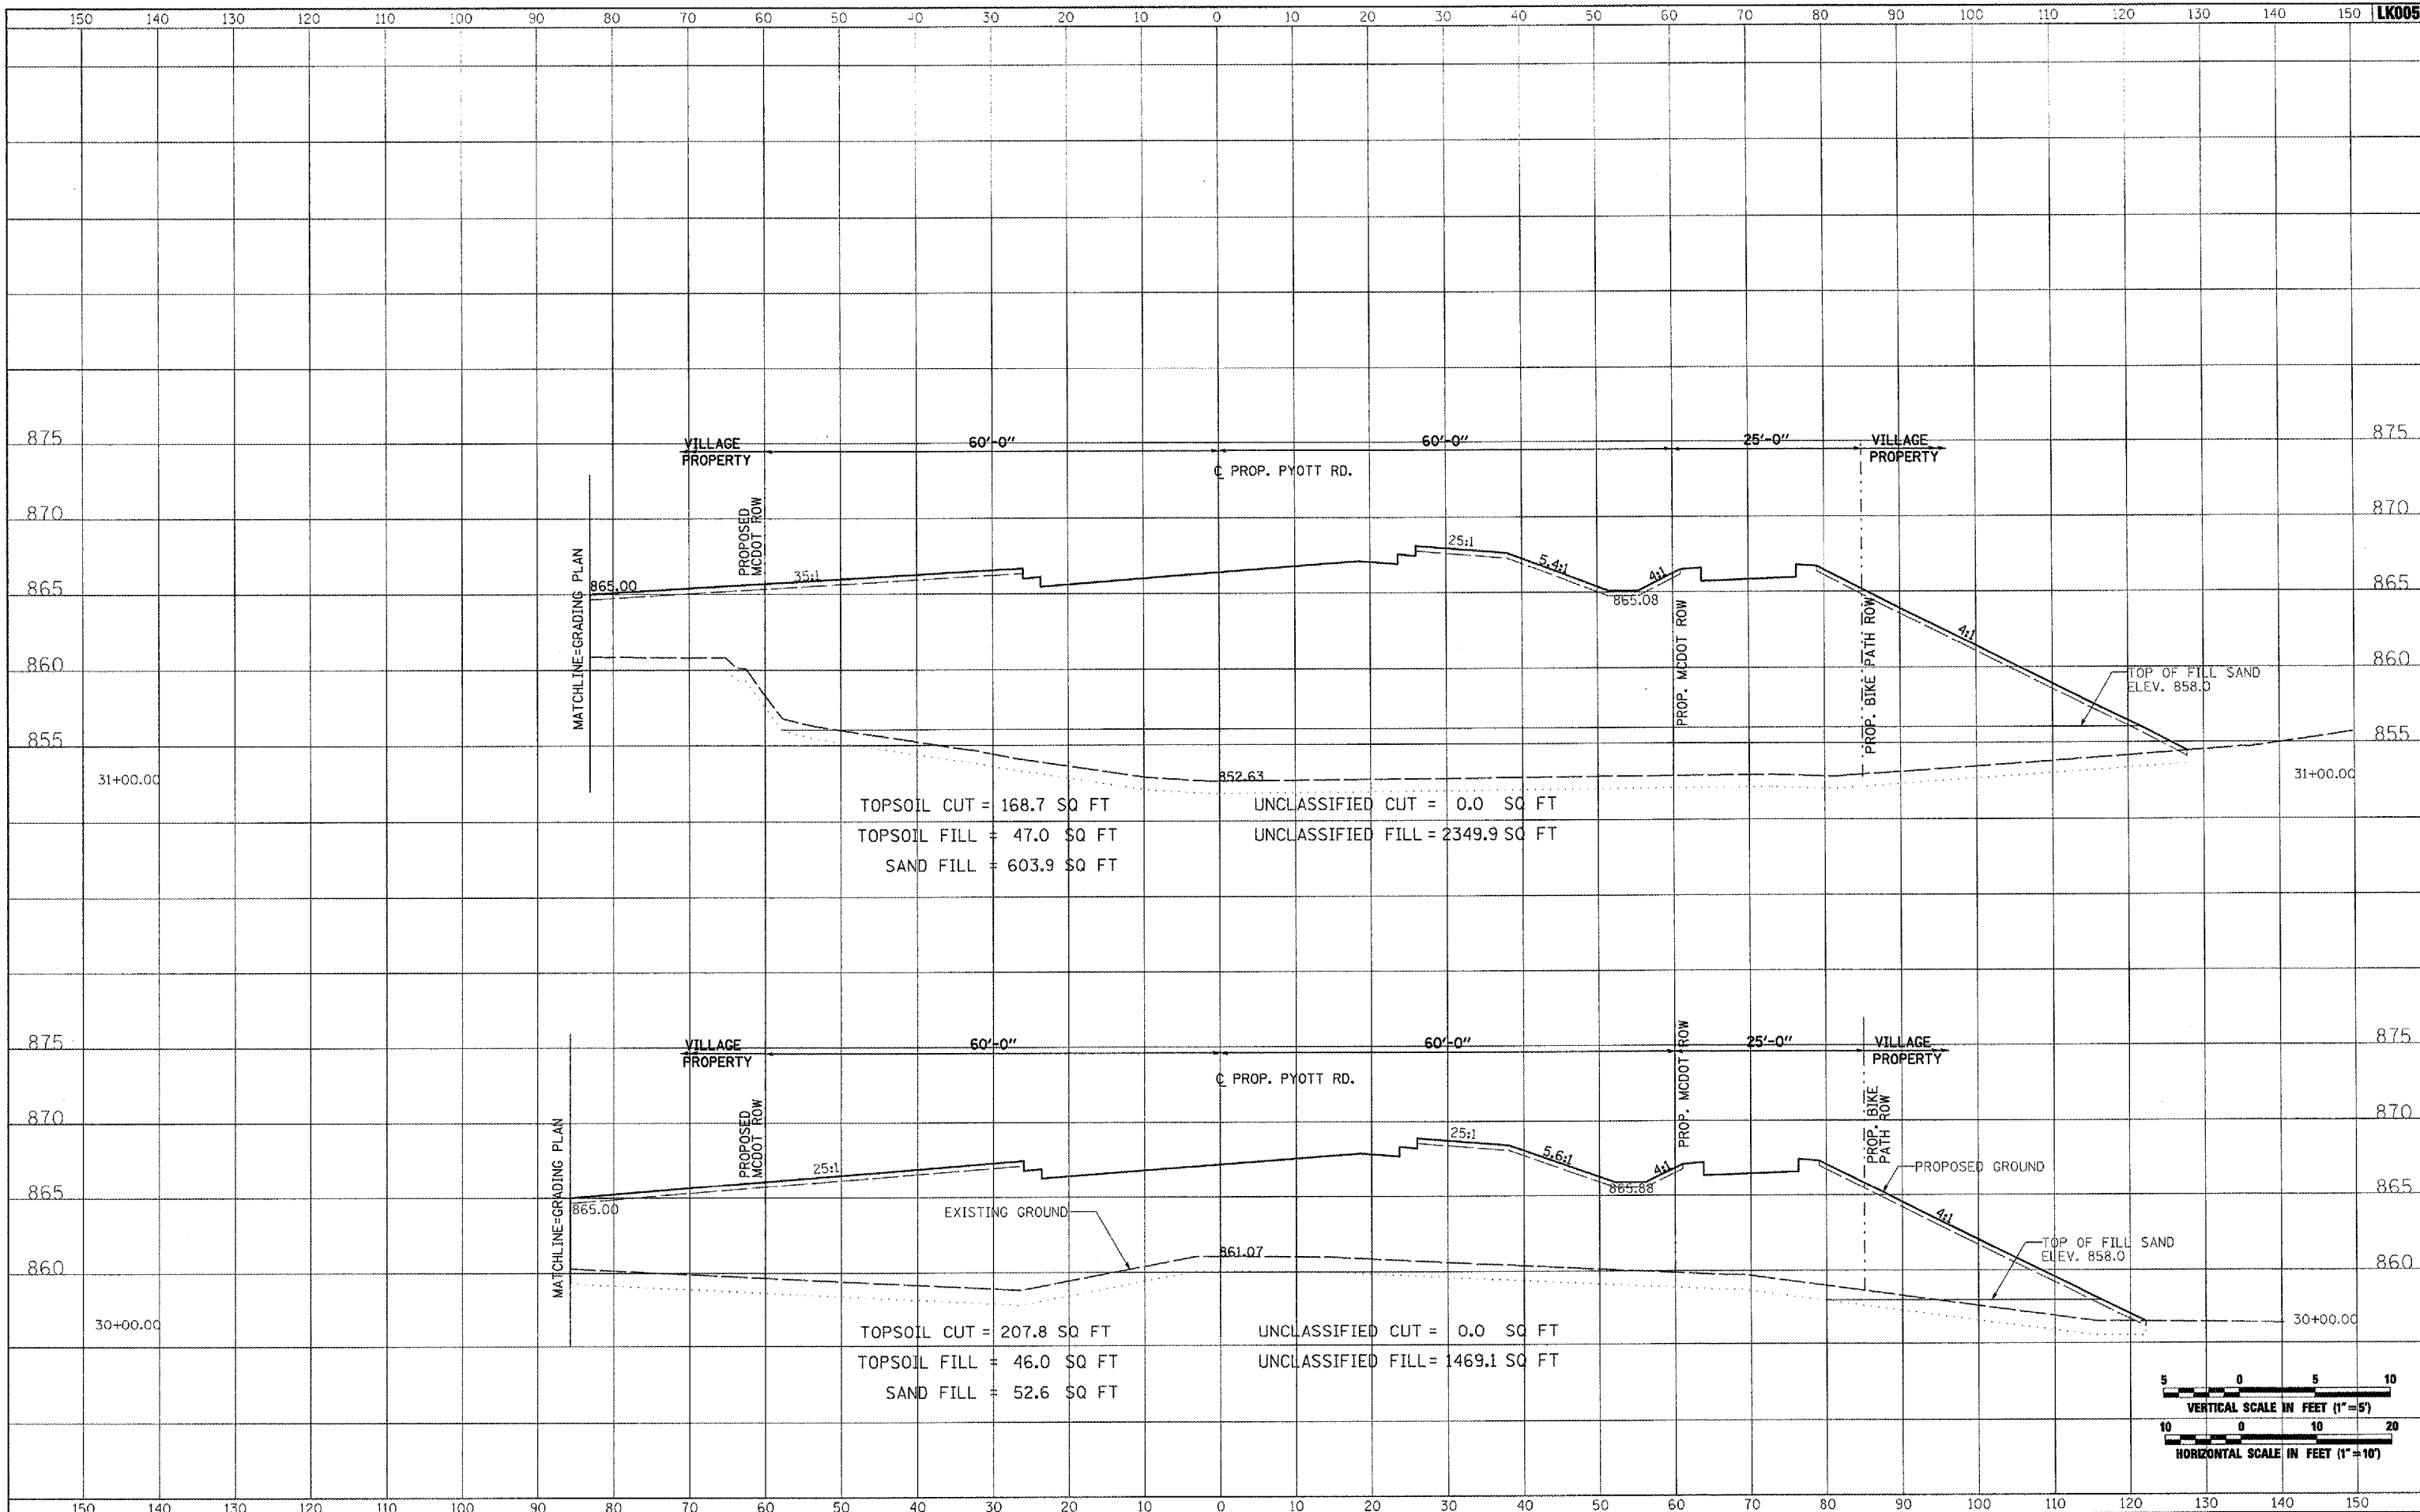 150 140 130 120 110 100 90 80 70 60 50 40 30 20 10 0 10 20 30 40 50 60 70 80 90 100 110 120 130 140 150 LK005
875 875
VILLAGE PROPERTY
60'-0"
60'-0"
25'-0"
VILLAGE PROPERTY
℄ PROP. PYOTT RD.
870 870
PROPOSED MCDOT ROW
MATCHLINE=GRADING PLAN
865.00
35:1
25:1
5.4:1
4:1
865 865
865.08
PROP. MCDOT ROW
PROP. BIKE PATH ROW
4:1
860 860
TOP OF FILL SAND
ELEV. 858.0
855 855
852.63
31+00.00 31+00.00
TOPSOIL CUT = 168.7 SQ FT UNCLASSIFIED CUT = 0.0 SQ FT
TOPSOIL FILL = 47.0 SQ FT UNCLASSIFIED FILL = 2349.9 SQ FT
SAND FILL = 603.9 SQ FT
875 875
VILLAGE PROPERTY
60'-0"
60'-0"
25'-0"
VILLAGE PROPERTY
℄ PROP. PYOTT RD.
870 870
PROPOSED MCDOT ROW
PROP. MCDOT ROW
PROP. BIKE PATH ROW
MATCHLINE=GRADING PLAN
25:1
25:1
5.6:1
4:1
PROPOSED GROUND
865 865
865.00
865.88
EXISTING GROUND
4:1
861.07
TOP OF FILL SAND
ELEV. 858.0
860 860
30+00.00 30+00.00
TOPSOIL CUT = 207.8 SQ FT UNCLASSIFIED CUT = 0.0 SQ FT
TOPSOIL FILL = 46.0 SQ FT UNCLASSIFIED FILL= 1469.1 SQ FT
SAND FILL = 52.6 SQ FT
5 0 5 10
VERTICAL SCALE IN FEET (1"=5')
10 0 10 20
HORIZONTAL SCALE IN FEET (1"=10')
150 140 130 120 110 100 90 80 70 60 50 40 30 20 10 0 10 20 30 40 50 60 70 80 90 100 110 120 130 140 150